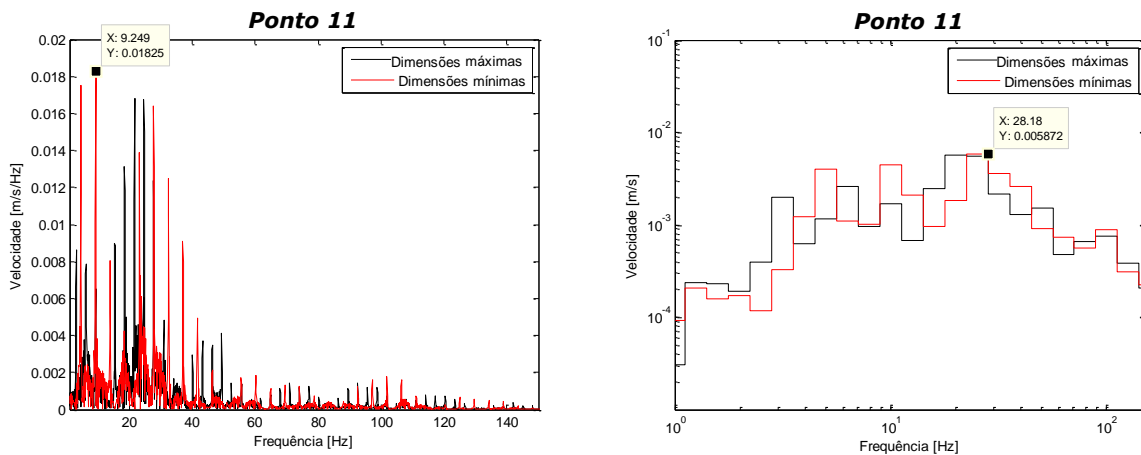 Ponto 11
X: 9.249
Y: 0.01825
Dimensões máximas
Dimensões mínimas
0.02
0.018
0.016
0.014
0.012
0.01
0.008
0.006
0.004
0.002
0
Velocidade [m/s/Hz]
20 40 60 80 100 120 140
Frequência [Hz]
Ponto 11
Dimensões máximas
Dimensões mínimas
X: 28.18
Y: 0.005872
10-1
10-2
10-3
10-4
Velocidade [m/s]
100 101 102
Frequência [Hz]